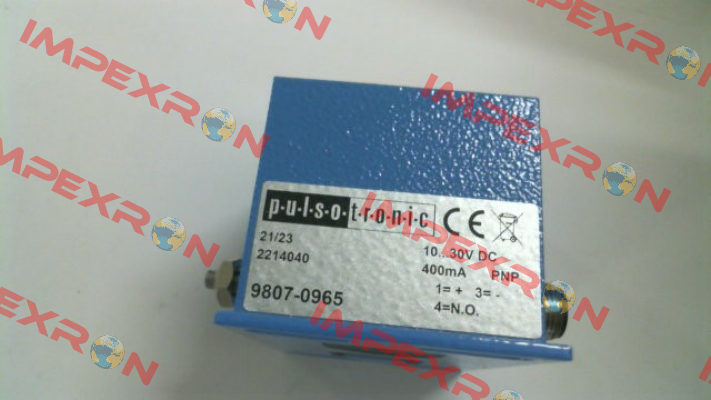 IMPEXRON
IMPEXRON
IMPEXRON
IMPEXRON
IMPEXRON
IMPEXRON
IMPEXRON
p·u·l·s·o·t·r·o·n·i·c CE
21/23 10...30V DC
2214040 400mA PNP
9807-0965 1= + 3= -
4=N.O.